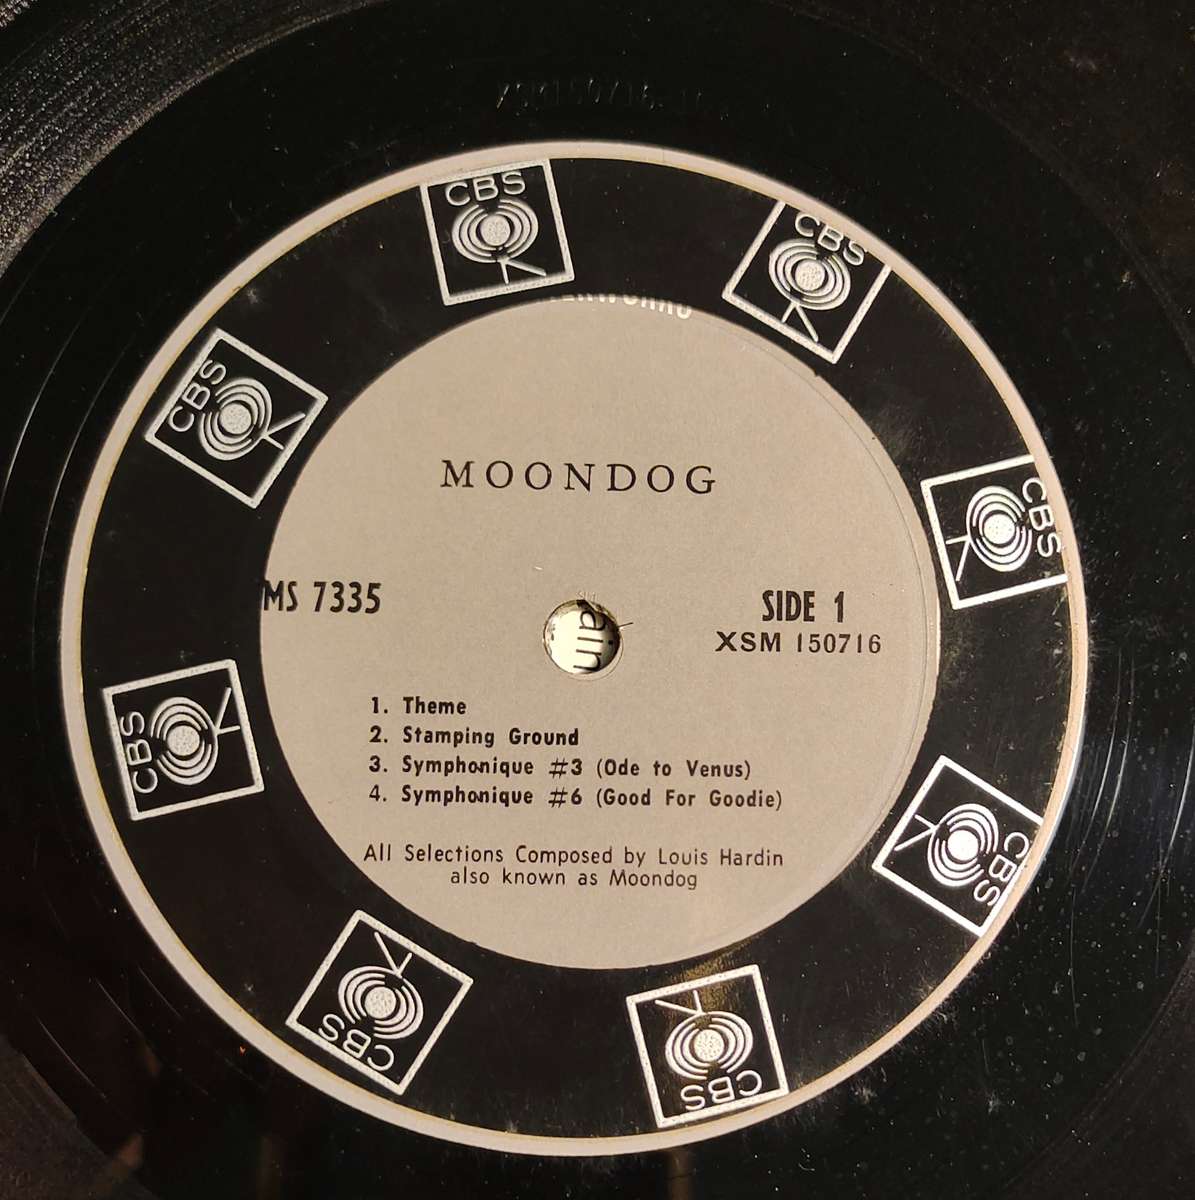 XSM150716
CBS
CBS
CBS
CBS
CBS
CBS
CBS
CBS
MOONDOG
MS 7335
SIDE 1
XSM 150716
ain
1. Theme
2. Stamping Ground
3. Symphonique #3 (Ode to Venus)
4. Symphonique #6 (Good For Goodie)
All Selections Composed by Louis Hardin
also known as Moondog